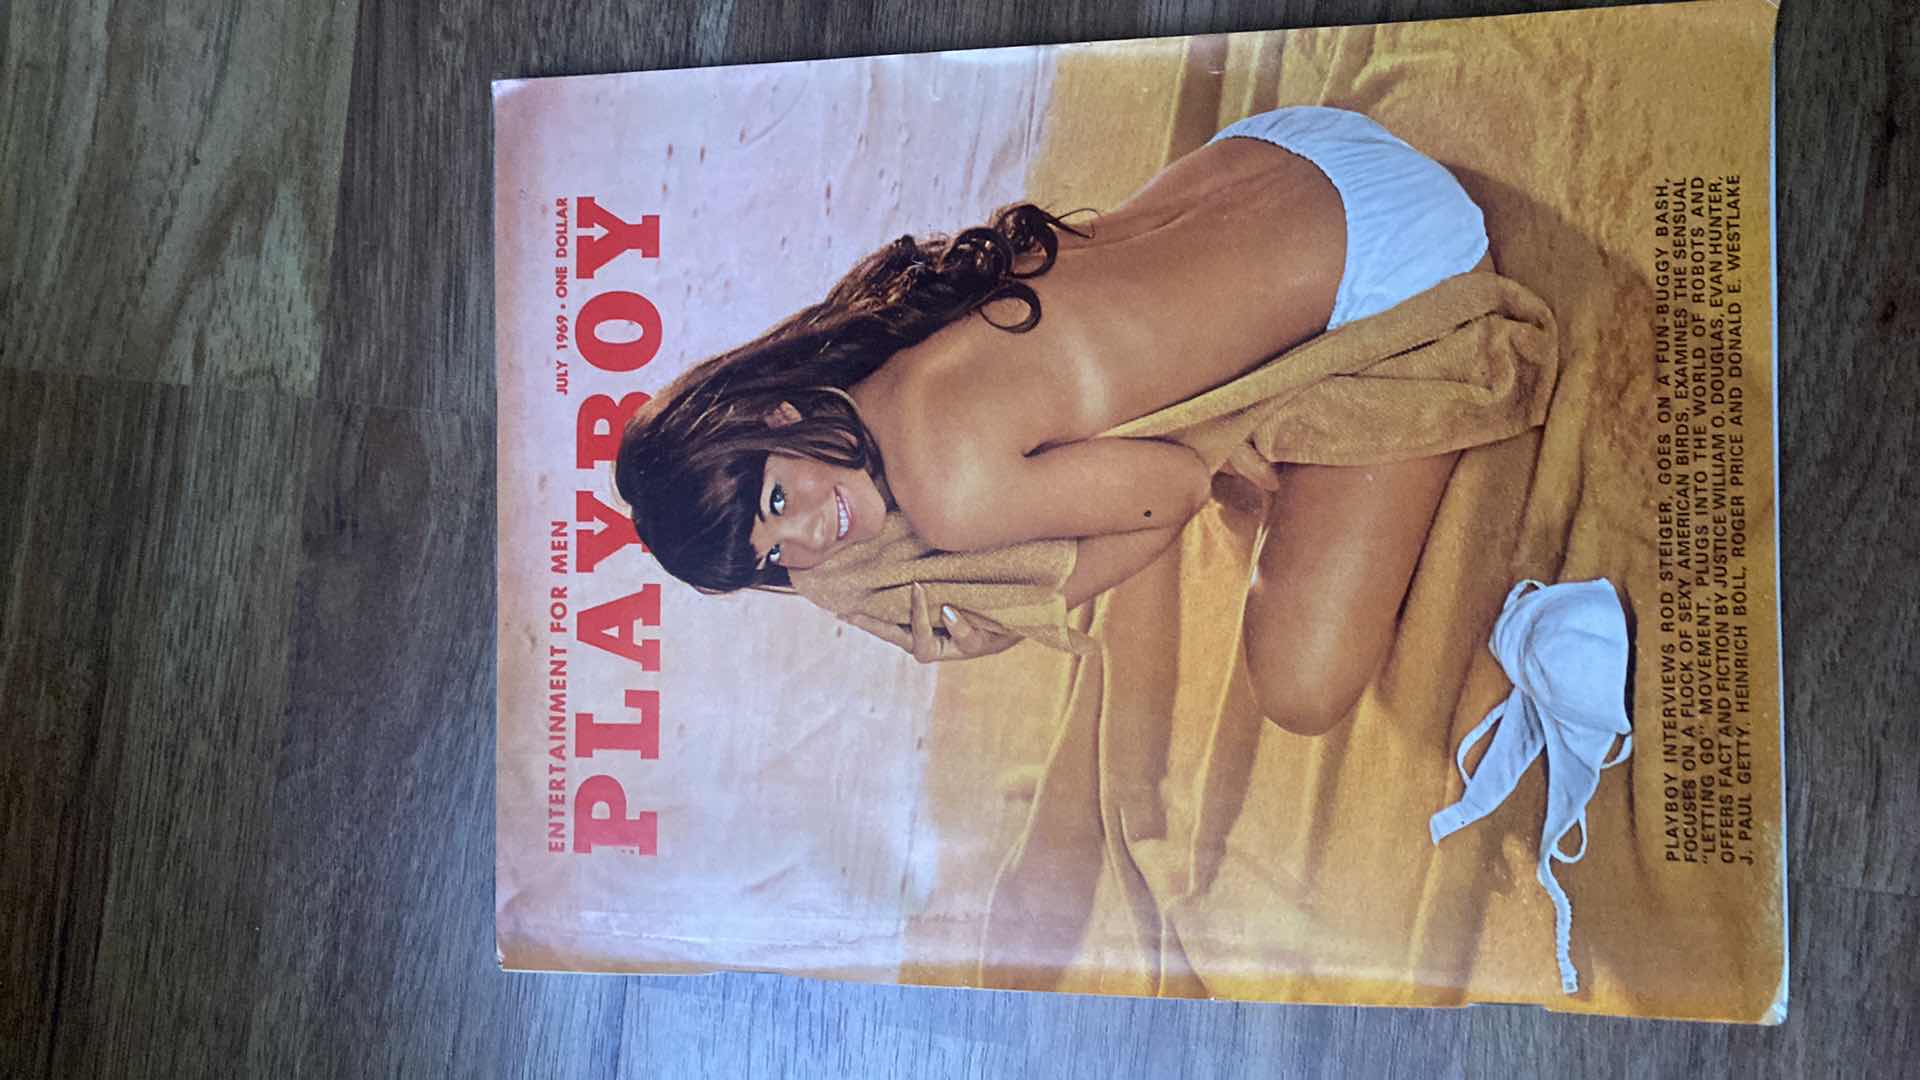 ENTERTAINMENT FOR MEN JULY 1969 • ONE DOLLAR
PLAYBOY
PLAYBOY INTERVIEWS ROD STEIGER, GOES ON A FUN-BUGGY BASH,
FOCUSES ON A FLOCK OF SEXY AMERICAN BIRDS, EXAMINES THE SENSUAL
"LETTING GO" MOVEMENT, PLUGS INTO THE WORLD OF ROBOTS AND
OFFERS FACT AND FICTION BY JUSTICE WILLIAM O. DOUGLAS, EVAN HUNTER,
J. PAUL GETTY, HEINRICH BOLL, ROGER PRICE AND DONALD E. WESTLAKE